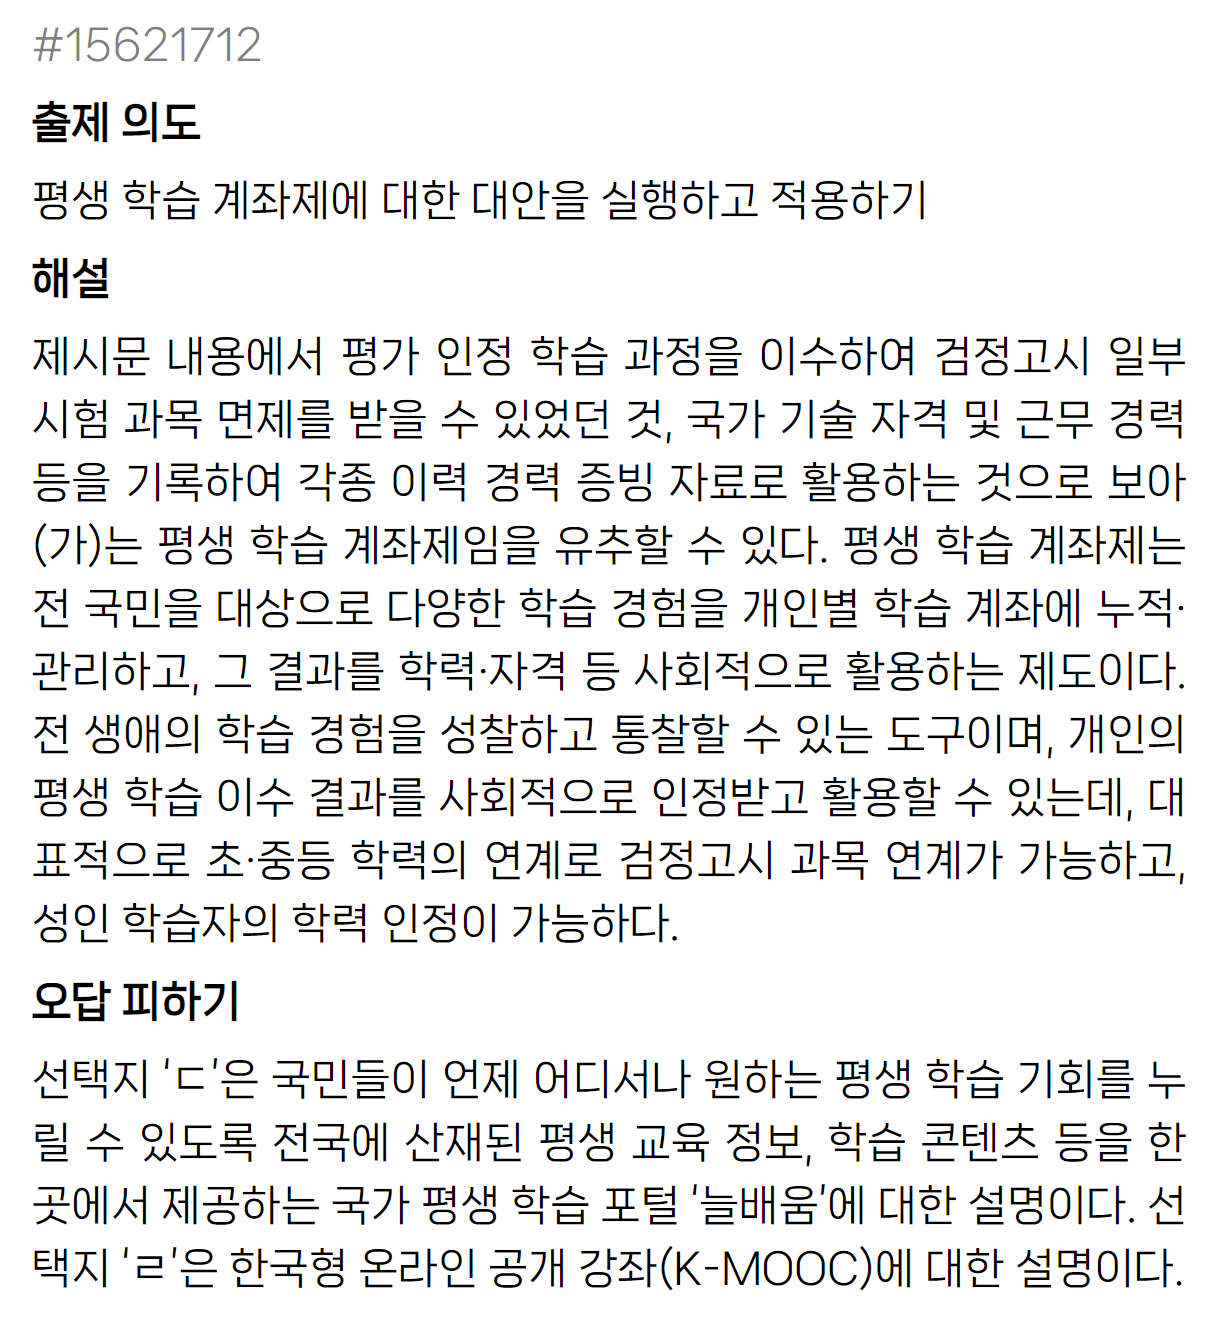 #15621712
출제 의도
평생 학습 계좌제에 대한 대안을 실행하고 적용하기
해설
제시문 내용에서 평가 인정 학습 과정을 이수하여 검정고시 일부
시험 과목 면제를 받을 수 있었던 것, 국가 기술 자격 및 근무 경력
등을 기록하여 각종 이력 경력 증빙 자료로 활용하는 것으로 보아
(가)는 평생 학습 계좌제임을 유추할 수 있다. 평생 학습 계좌제는
전 국민을 대상으로 다양한 학습 경험을 개인별 학습 계좌에 누적·
관리하고, 그 결과를 학력·자격 등 사회적으로 활용하는 제도이다.
전 생애의 학습 경험을 성찰하고 통찰할 수 있는 도구이며, 개인의
평생 학습 이수 결과를 사회적으로 인정받고 활용할 수 있는데, 대
표적으로 초·중등 학력의 연계로 검정고시 과목 연계가 가능하고,
성인 학습자의 학력 인정이 가능하다.
오답 피하기
선택지 'ㄷ'은 국민들이 언제 어디서나 원하는 평생 학습 기회를 누
릴 수 있도록 전국에 산재된 평생 교육 정보, 학습 콘텐츠 등을 한
곳에서 제공하는 국가 평생 학습 포털 '늘배움'에 대한 설명이다. 선
택지 'ㄹ'은 한국형 온라인 공개 강좌(K-MOOC)에 대한 설명이다.